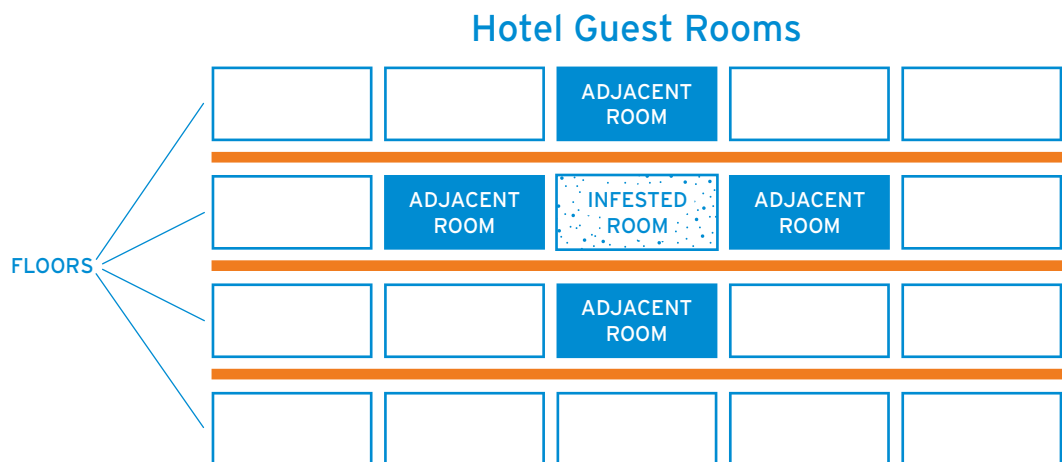 Hotel Guest Rooms
ADJACENT
ROOM
ADJACENT
ROOM
INFESTED
ROOM
ADJACENT
ROOM
FLOORS
ADJACENT
ROOM